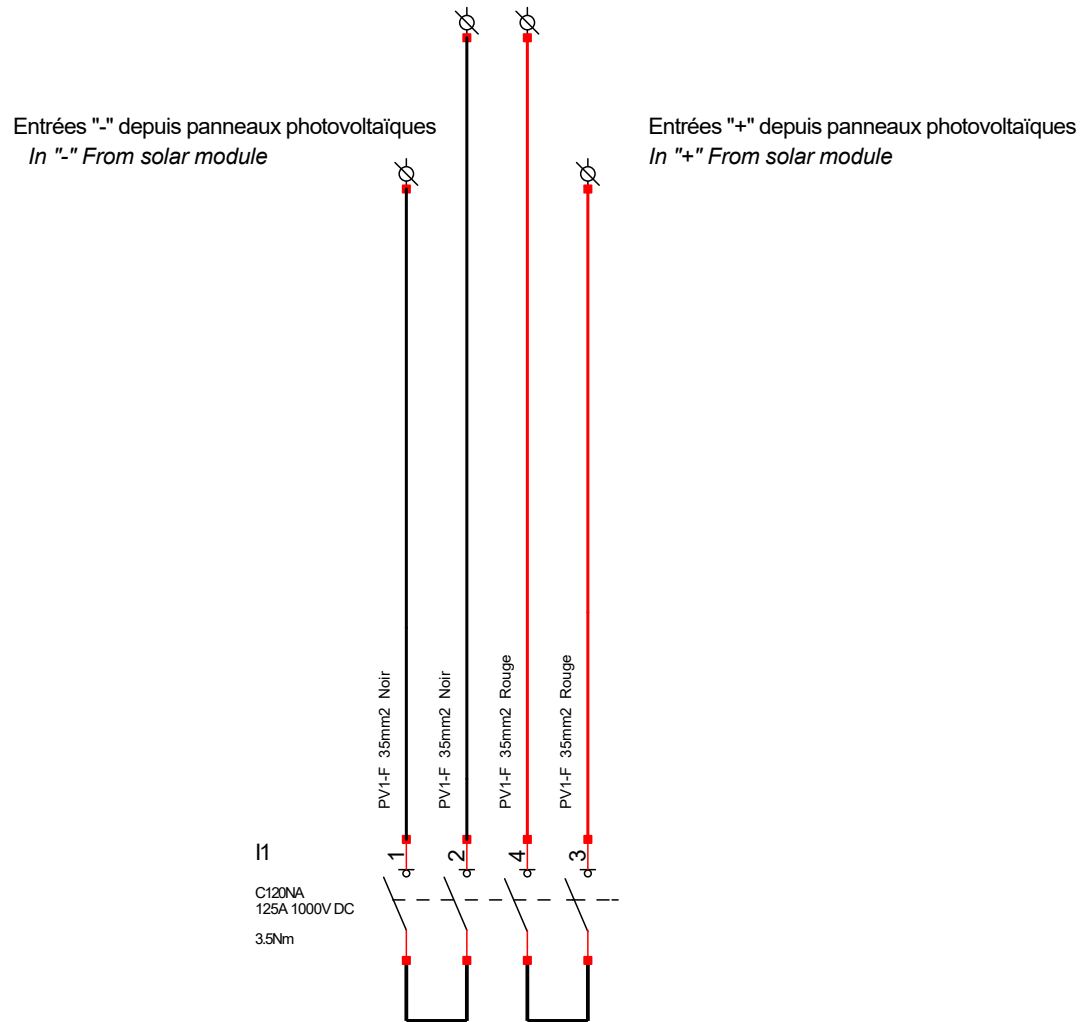 Entrées "-" depuis panneaux photovoltaïques
In "-" From solar module
Entrées "+" depuis panneaux photovoltaïques
In "+" From solar module
PV1-F 35mm2 Noir
PV1-F 35mm2 Noir
PV1-F 35mm2 Rouge
PV1-F 35mm2 Rouge
I1
1
2
4
3
C120NA
125A 1000V DC
3.5Nm